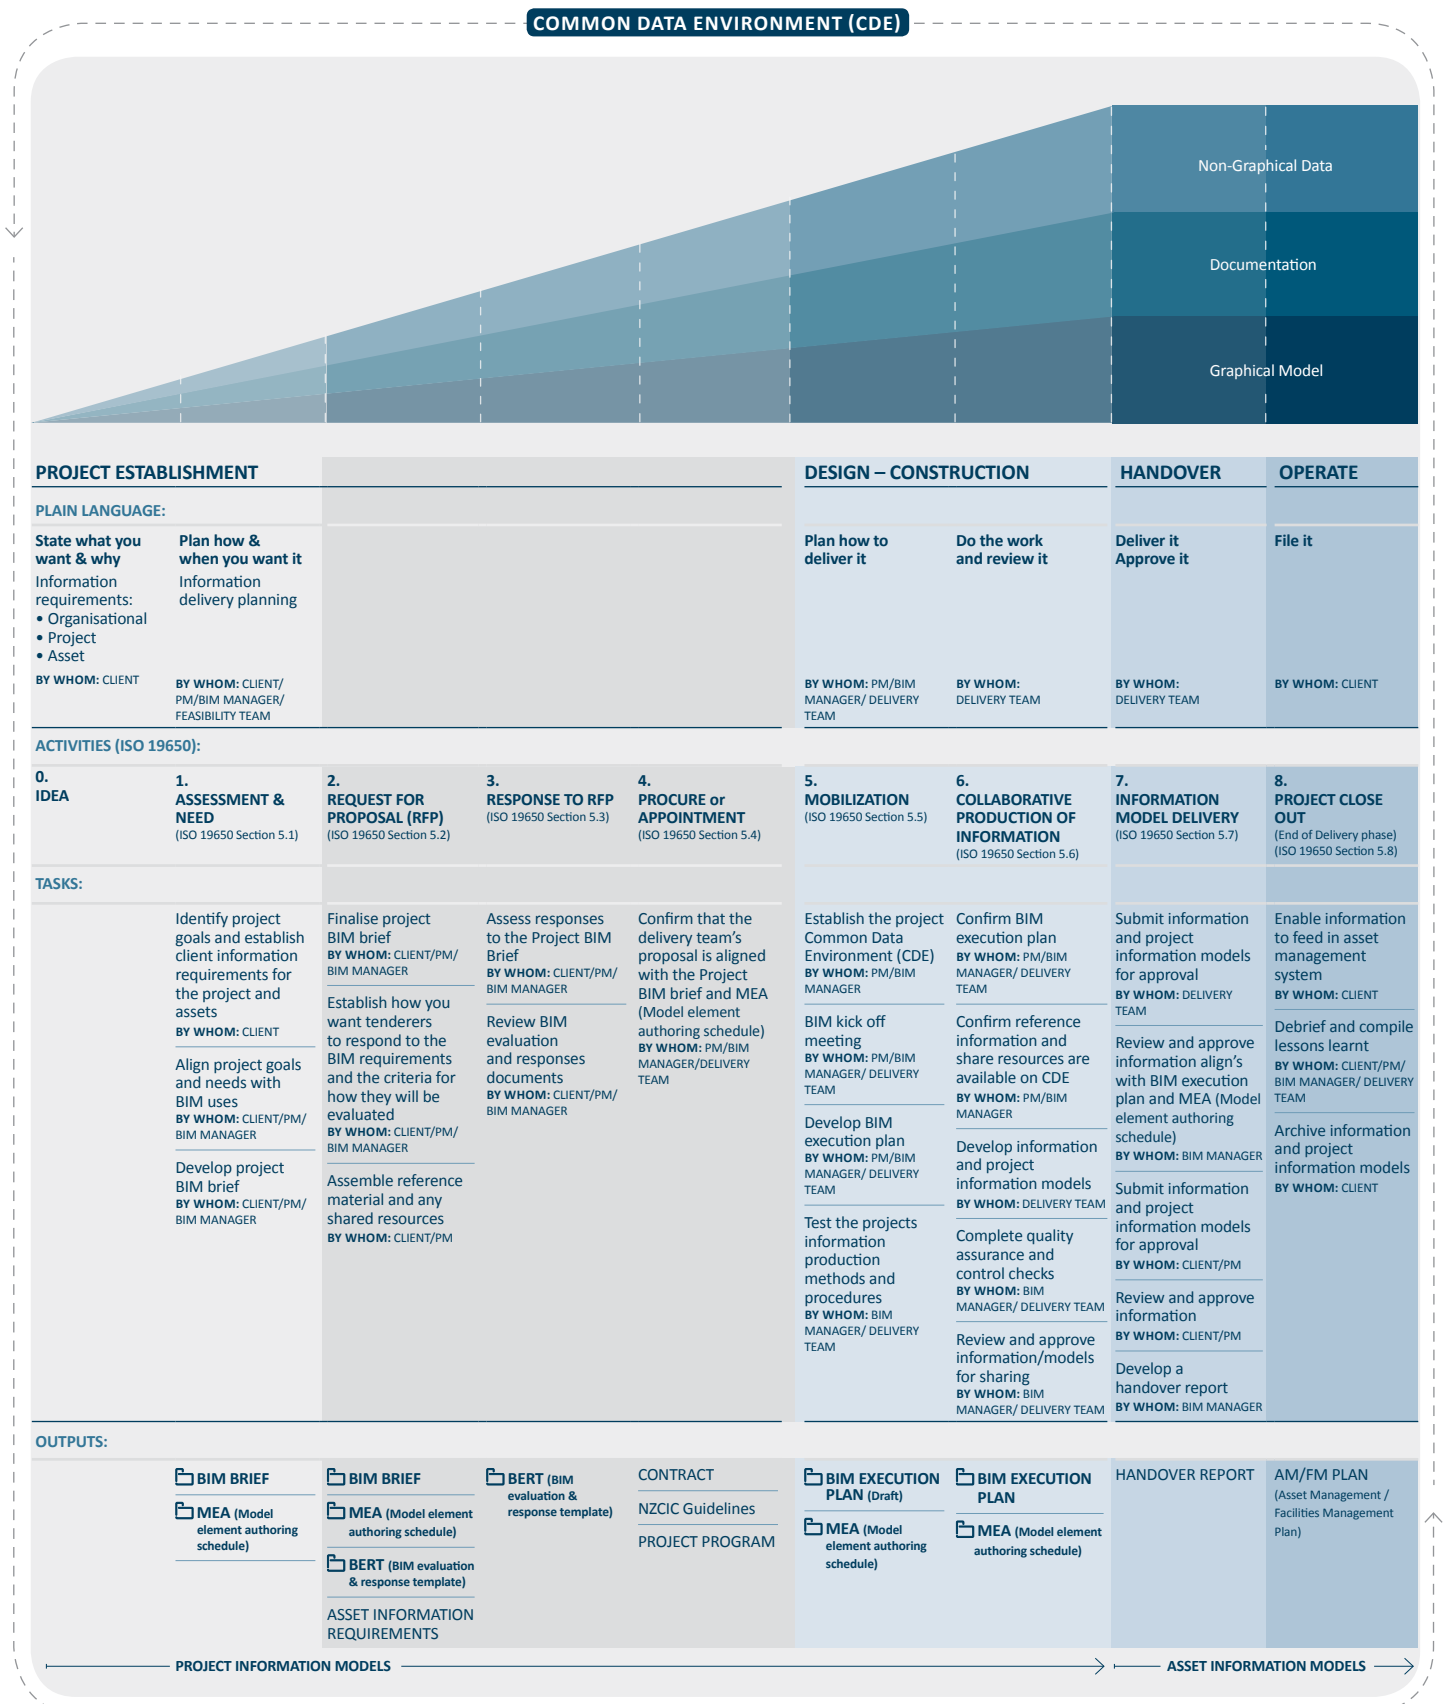 COMMON DATA ENVIRONMENT (CDE)
Non-Graphical Data
Documentation
Graphical Model
PROJECT ESTABLISHMENT
DESIGN – CONSTRUCTION
HANDOVER
OPERATE
PLAIN LANGUAGE:
State what you
want & why
Information
requirements:
• Organisational
• Project
• Asset
BY WHOM: CLIENT
Plan how &
when you want it
Information
delivery planning
BY WHOM: CLIENT/
PM/BIM MANAGER/
FEASIBILITY TEAM
Plan how to
deliver it
BY WHOM: PM/BIM
MANAGER/ DELIVERY
TEAM
Do the work
and review it
BY WHOM:
DELIVERY TEAM
Deliver it
Approve it
BY WHOM:
DELIVERY TEAM
File it
BY WHOM: CLIENT
ACTIVITIES (ISO 19650):
0.
IDEA
1.
ASSESSMENT &
NEED
(ISO 19650 Section 5.1)
2.
REQUEST FOR
PROPOSAL (RFP)
(ISO 19650 Section 5.2)
3.
RESPONSE TO RFP
(ISO 19650 Section 5.3)
4.
PROCURE or
APPOINTMENT
(ISO 19650 Section 5.4)
5.
MOBILIZATION
(ISO 19650 Section 5.5)
6.
COLLABORATIVE
PRODUCTION OF
INFORMATION
(ISO 19650 Section 5.6)
7.
INFORMATION
MODEL DELIVERY
(ISO 19650 Section 5.7)
8.
PROJECT CLOSE
OUT
(End of Delivery phase)
(ISO 19650 Section 5.8)
TASKS:
Identify project
goals and establish
client information
requirements for
the project and
assets
BY WHOM: CLIENT
Align project goals
and needs with
BIM uses
BY WHOM: CLIENT/PM/
BIM MANAGER
Develop project
BIM brief
BY WHOM: CLIENT/PM/
BIM MANAGER
Finalise project
BIM brief
BY WHOM: CLIENT/PM/
BIM MANAGER
Establish how you
want tenderers
to respond to the
BIM requirements
and the criteria for
how they will be
evaluated
BY WHOM: CLIENT/PM/
BIM MANAGER
Assemble reference
material and any
shared resources
BY WHOM: CLIENT/PM
Assess responses
to the Project BIM
Brief
BY WHOM: CLIENT/PM/
BIM MANAGER
Review BIM
evaluation
and responses
documents
BY WHOM: CLIENT/PM/
BIM MANAGER
Confirm that the
delivery team's
proposal is aligned
with the Project
BIM brief and MEA
(Model element
authoring schedule)
BY WHOM: PM/BIM
MANAGER/DELIVERY
TEAM
Establish the project
Common Data
Environment (CDE)
BY WHOM: PM/BIM
MANAGER
BIM kick off
meeting
BY WHOM: PM/BIM
MANAGER/ DELIVERY
TEAM
Develop BIM
execution plan
BY WHOM: PM/BIM
MANAGER/ DELIVERY
TEAM
Test the projects
information
production
methods and
procedures
BY WHOM: BIM
MANAGER/ DELIVERY
TEAM
Confirm BIM
execution plan
BY WHOM: PM/BIM
MANAGER/ DELIVERY
TEAM
Confirm reference
information and
share resources are
available on CDE
BY WHOM: PM/BIM
MANAGER
Develop information
and project
information models
BY WHOM: DELIVERY TEAM
Complete quality
assurance and
control checks
BY WHOM: BIM
MANAGER/ DELIVERY TEAM
Review and approve
information/models
for sharing
BY WHOM: BIM
MANAGER/ DELIVERY TEAM
Submit information
and project
information models
for approval
BY WHOM: DELIVERY
TEAM
Review and approve
information align's
with BIM execution
plan and MEA (Model
element authoring
schedule)
BY WHOM: BIM MANAGER
Submit information
and project
information models
for approval
BY WHOM: CLIENT/PM
Review and approve
information
BY WHOM: CLIENT/PM
Develop a
handover report
BY WHOM: BIM MANAGER
Enable information
to feed in asset
management
system
BY WHOM: CLIENT
Debrief and compile
lessons learnt
BY WHOM: CLIENT/PM/
BIM MANAGER/ DELIVERY
TEAM
Archive information
and project
information models
BY WHOM: CLIENT
OUTPUTS:
BIM BRIEF
MEA (Model
element authoring
schedule)
BIM BRIEF
MEA (Model element
authoring schedule)
BERT (BIM evaluation
& response template)
ASSET INFORMATION
REQUIREMENTS
BERT (BIM
evaluation &
response template)
CONTRACT
NZCIC Guidelines
PROJECT PROGRAM
BIM EXECUTION
PLAN (Draft)
MEA (Model
element authoring
schedule)
BIM EXECUTION
PLAN
MEA (Model element
authoring schedule)
HANDOVER REPORT
AM/FM PLAN
(Asset Management /
Facilities Management
Plan)
PROJECT INFORMATION MODELS
ASSET INFORMATION MODELS